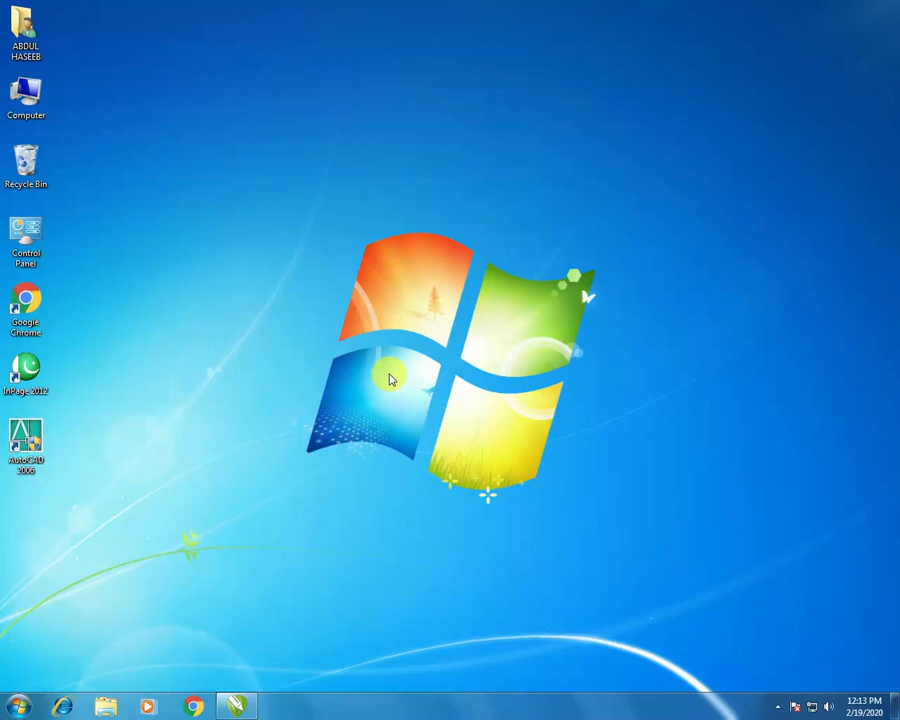 ABDUL
HASEEB
Computer
Recycle Bin
Control
Panel
Google
Chrome
InPage 2012
AutoCAD
2006
12:13 PM
2/19/2020